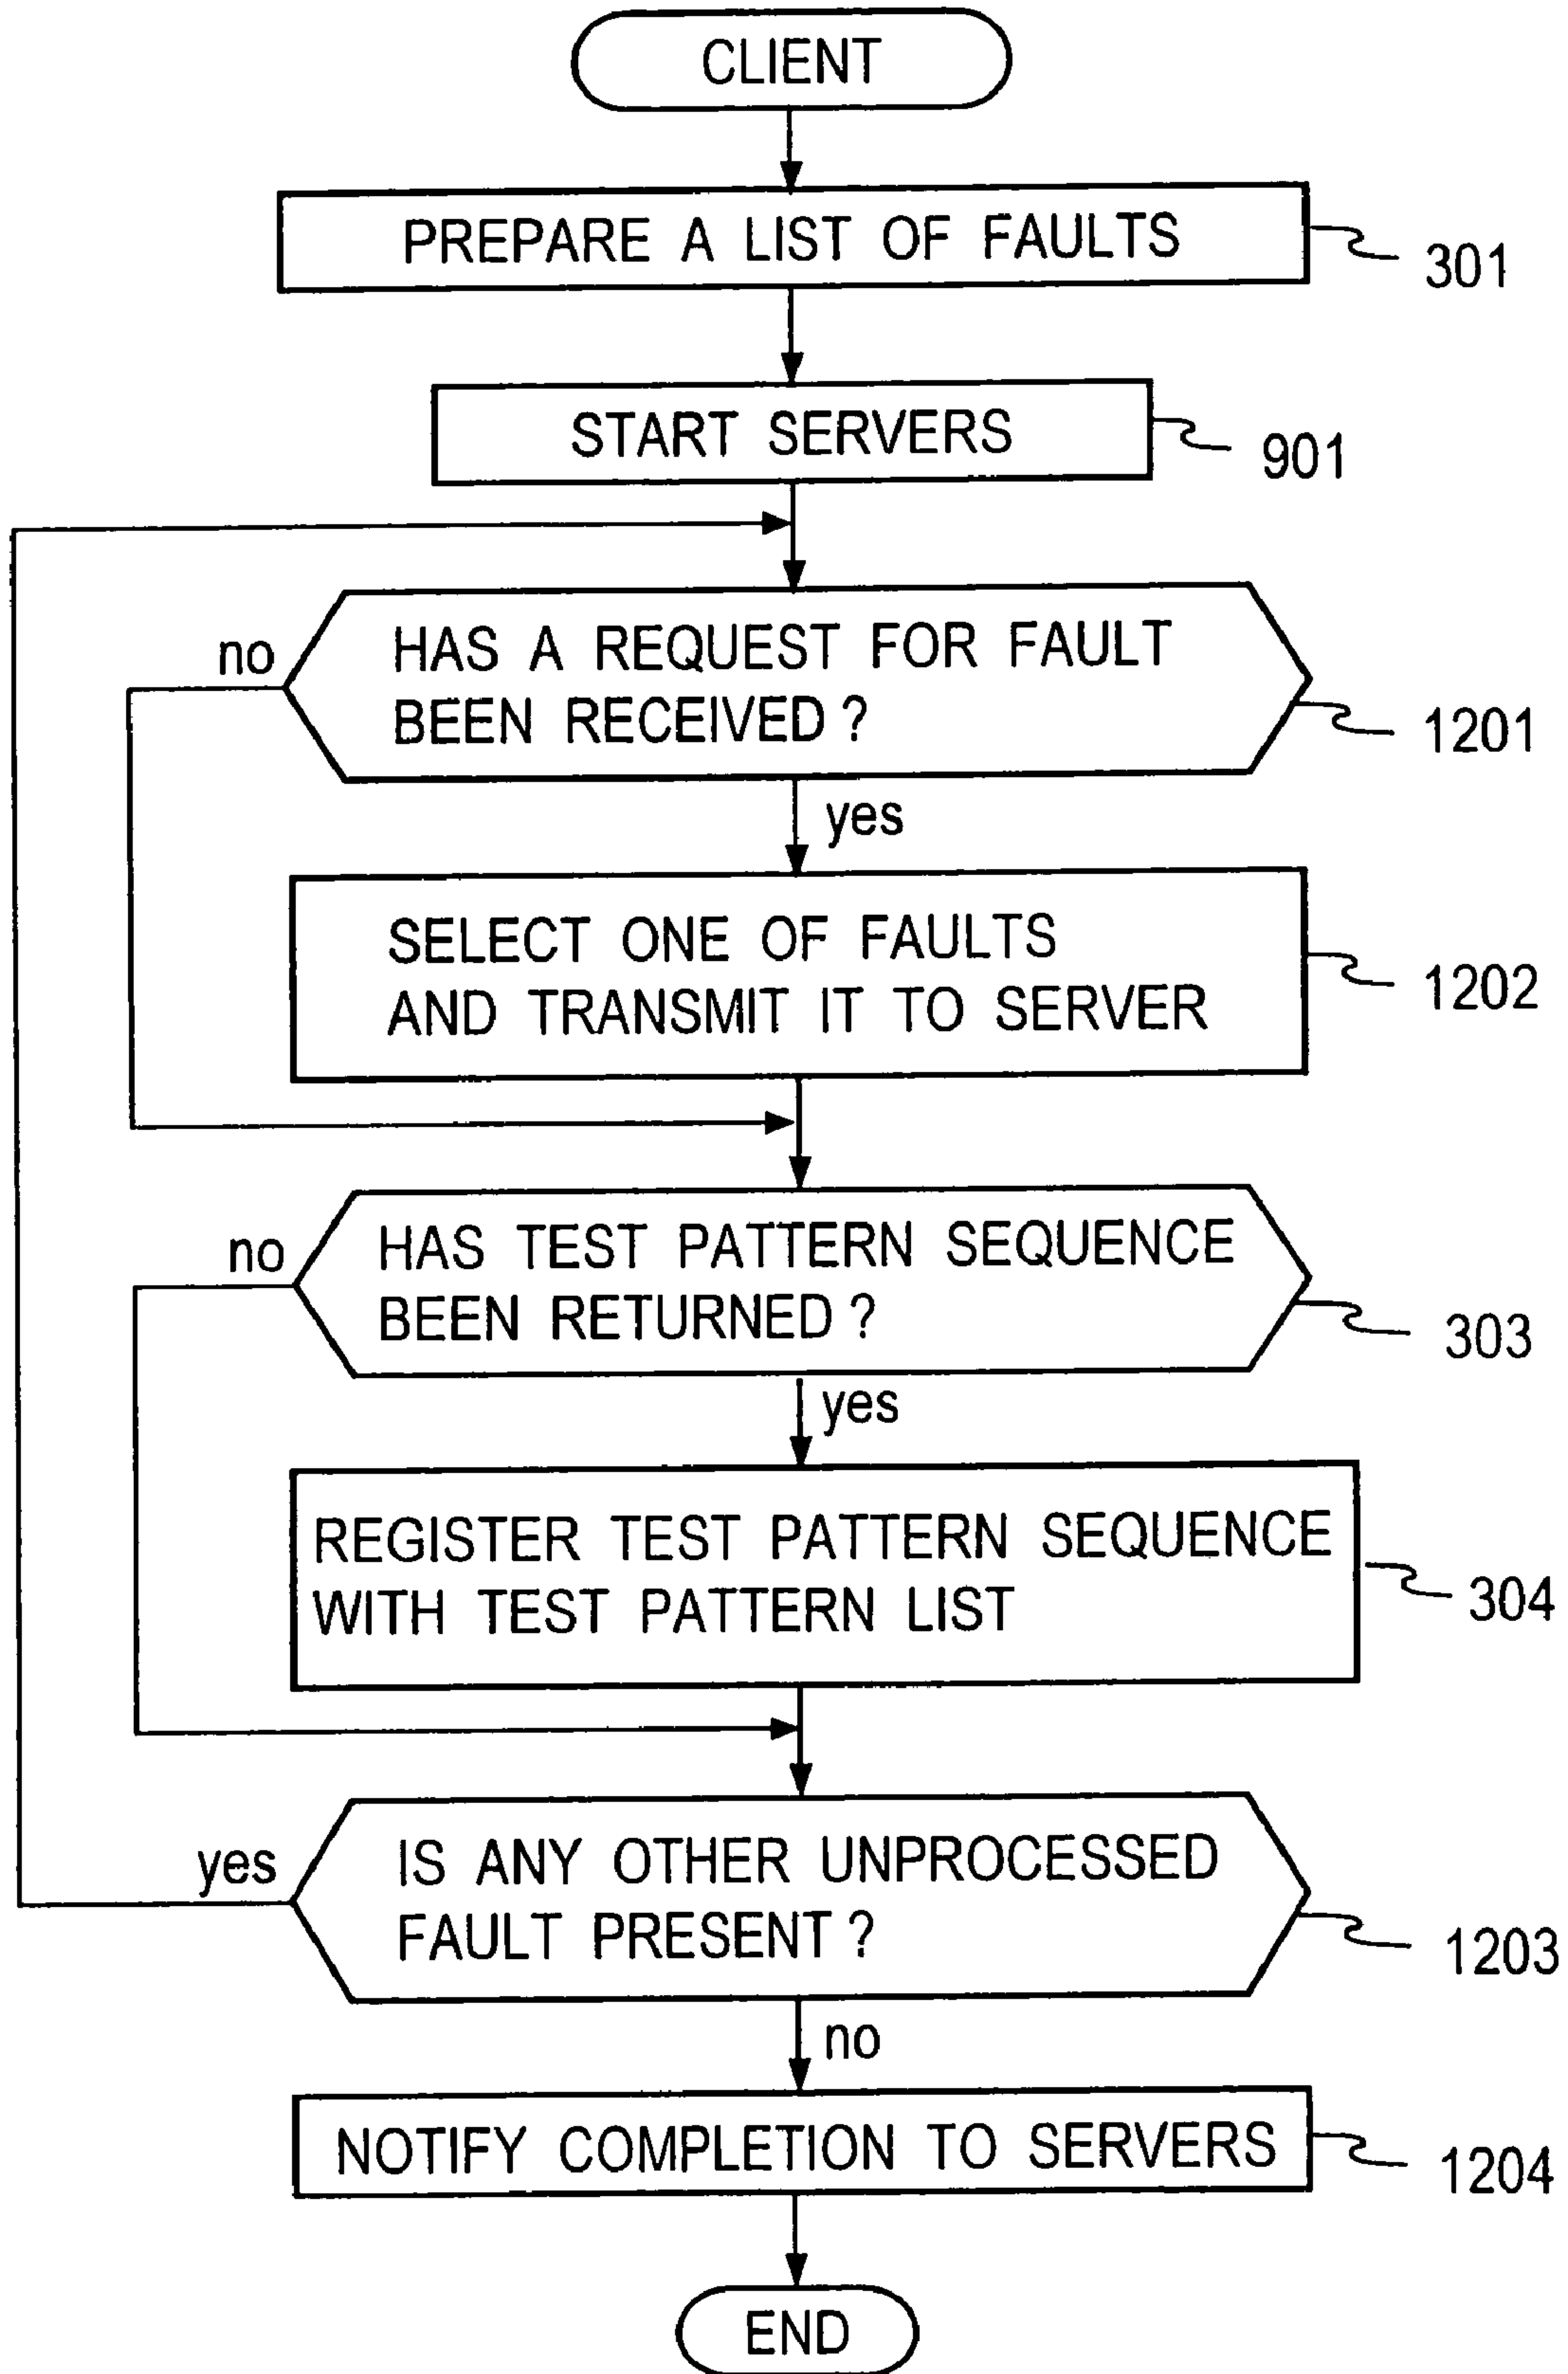 CLIENT
PREPARE A LIST OF FAULTS
301
START SERVERS
901
no
HAS A REQUEST FOR FAULT
BEEN RECEIVED ?
1201
yes
SELECT ONE OF FAULTS
AND TRANSMIT IT TO SERVER
1202
no
HAS TEST PATTERN SEQUENCE
BEEN RETURNED ?
303
yes
REGISTER TEST PATTERN SEQUENCE
WITH TEST PATTERN LIST
304
yes
IS ANY OTHER UNPROCESSED
FAULT PRESENT ?
1203
no
NOTIFY COMPLETION TO SERVERS
1204
END